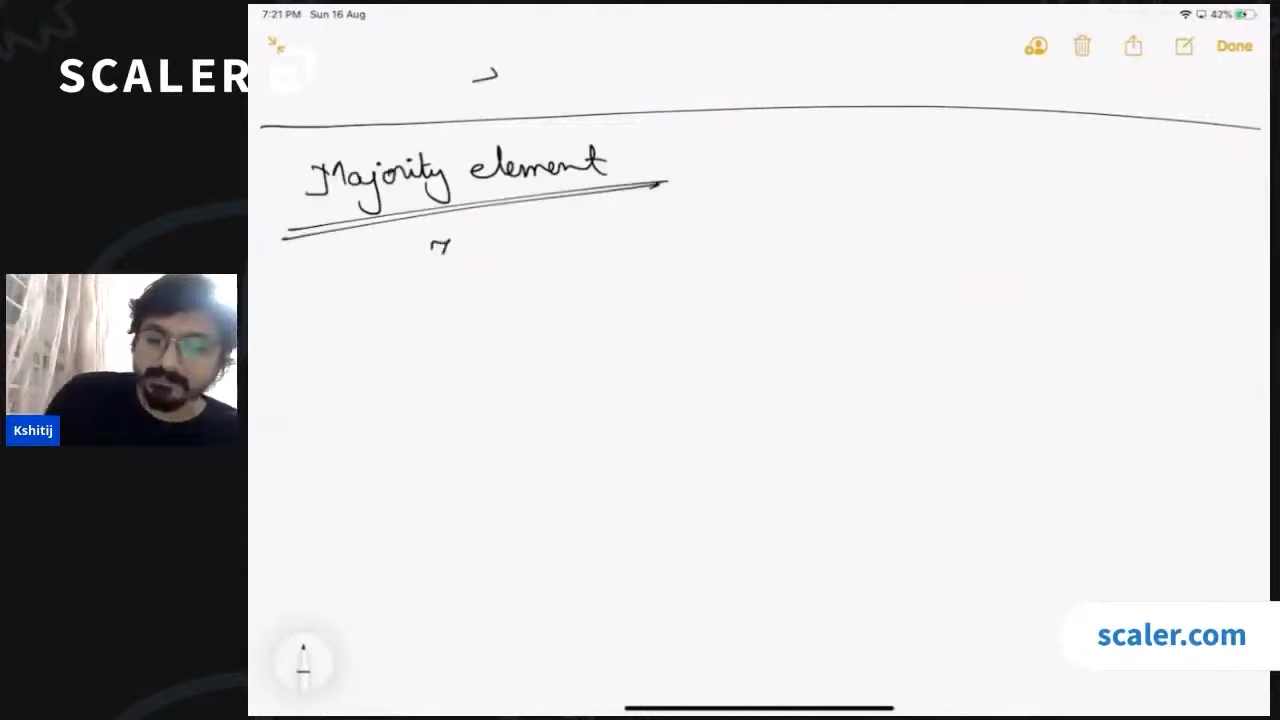 7:21 PM Sun 16 Aug
42%
Done
SCALER
Majority element
Kshitij
scaler.com